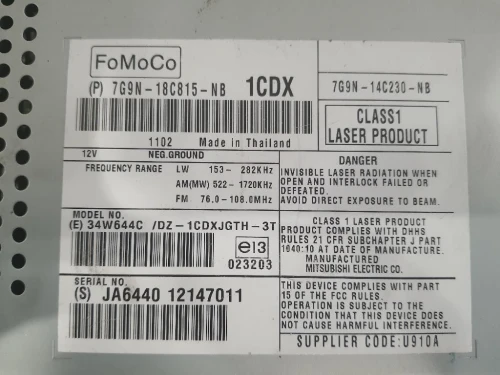 FoMoCo
(P) 7G9N-18C815-NB 1CDX
7G9N-14C230-NB
CLASS1
LASER PRODUCT
1102 Made in Thailand
12V NEG.GROUND
FREQUENCY RANGE LW 153- 282KHz
AM(MW) 522-1720KHz
FM 76.0-108.0MHz
DANGER
INVISIBLE LASER RADIATION WHEN
OPEN AND INTERLOCK FAILED OR
DEFEATED.
AVOID DIRECT EXPOSURE TO BEAM.
MODEL NO.
(E) 34W644C /DZ-1CDXJGTH-3T
e13
023203
CLASS 1 LASER PRODUCT
PRODUCT COMPLIES WITH DHHS
RULES 21 CFR SUBCHAPTER J PART
1640:10 AT DATE OF MANUFACTURE.
MANUFACTURED
MITSUBISHI ELECTRIC CO.
SERIAL NO.
(S) JA6440 12147011
THIS DEVICE COMPLIES WITH PART
15 OF THE FCC RULES.
OPERATION IS SUBJECT TO THE
CONDITION THAT THIS DEVICE DOES
NOT CAUSE HARMFUL INTERFERENCE.
SUPPLIER CODE:U910A